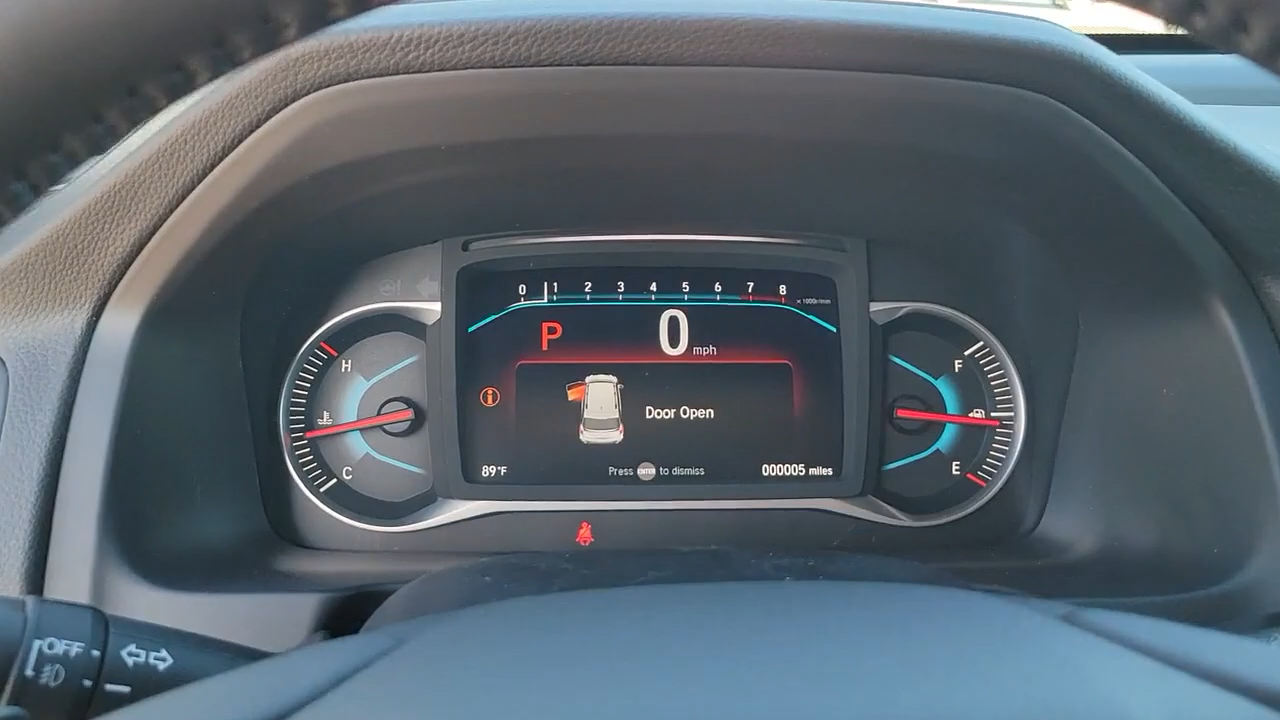 0 1 2 3 4 5 6 7 8 x 1000r/min
P 0 mph
H
F
Door Open
C
E
89°F
Press ENTER to dismiss
000005 miles
OFF